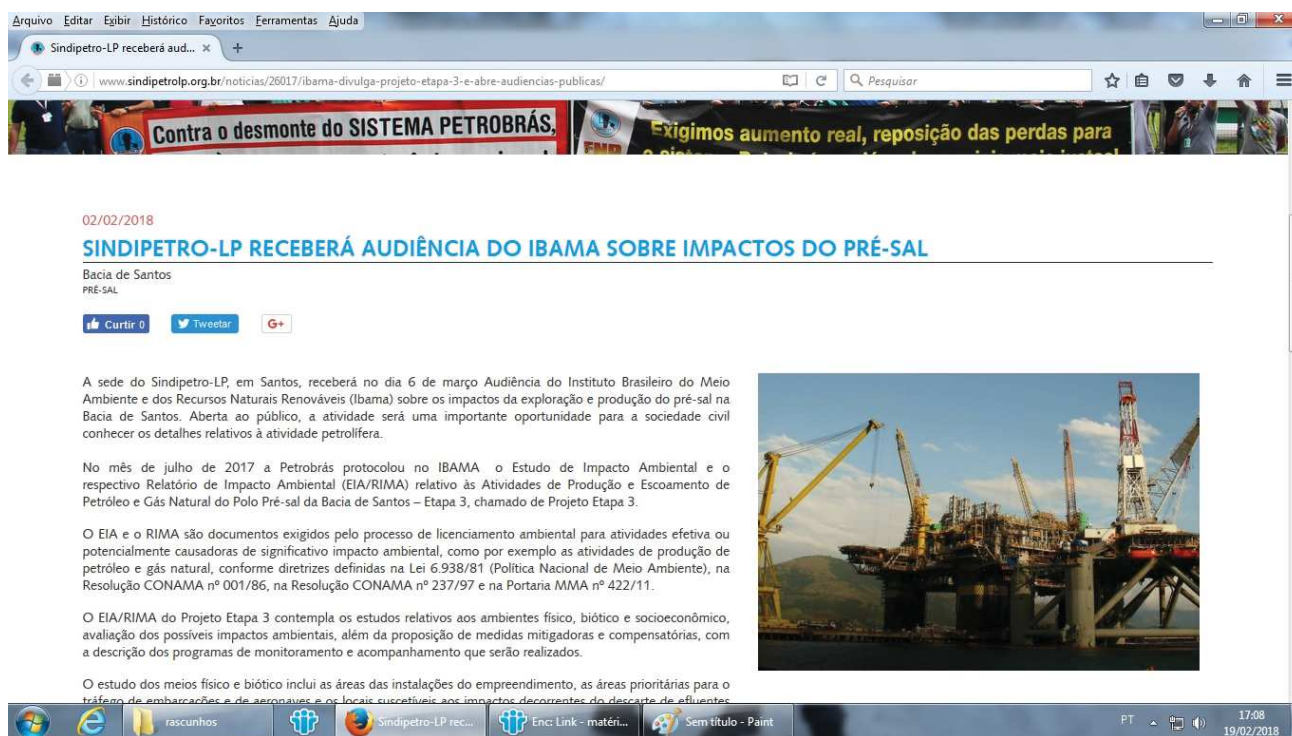 Arquivo Editar Exibir Histórico Favoritos Ferramentas Ajuda
Sindipetro-LP receberá aud... × +
www.sindipetrolp.org.br/noticias/26017/ibama-divulga-projeto-etapa-3-e-abre-audiencias-publicas/
Pesquisar
Contra o desmonte do SISTEMA PETROBRÁS,
Exigimos aumento real, reposição das perdas para
02/02/2018
SINDIPETRO-LP RECEBERÁ AUDIÊNCIA DO IBAMA SOBRE IMPACTOS DO PRÉ-SAL
Bacia de Santos
PRÉ-SAL
Curtir 0 Tweetar G+
A sede do Sindipetro-LP, em Santos, receberá no dia 6 de março Audiência do Instituto Brasileiro do Meio
Ambiente e dos Recursos Naturais Renováveis (Ibama) sobre os impactos da exploração e produção do pré-sal na
Bacia de Santos. Aberta ao público, a atividade será uma importante oportunidade para a sociedade civil
conhecer os detalhes relativos à atividade petrolífera.
No mês de julho de 2017 a Petrobrás protocolou no IBAMA o Estudo de Impacto Ambiental e o
respectivo Relatório de Impacto Ambiental (EIA/RIMA) relativo às Atividades de Produção e Escoamento de
Petróleo e Gás Natural do Polo Pré-sal da Bacia de Santos – Etapa 3, chamado de Projeto Etapa 3.
O EIA e o RIMA são documentos exigidos pelo processo de licenciamento ambiental para atividades efetiva ou
potencialmente causadoras de significativo impacto ambiental, como por exemplo as atividades de produção de
petróleo e gás natural, conforme diretrizes definidas na Lei 6.938/81 (Política Nacional de Meio Ambiente), na
Resolução CONAMA nº 001/86, na Resolução CONAMA nº 237/97 e na Portaria MMA nº 422/11.
O EIA/RIMA do Projeto Etapa 3 contempla os estudos relativos aos ambientes físico, biótico e socioeconômico,
avaliação dos possíveis impactos ambientais, além da proposição de medidas mitigadoras e compensatórias, com
a descrição dos programas de monitoramento e acompanhamento que serão realizados.
O estudo dos meios físico e biótico inclui as áreas das instalações do empreendimento, as áreas prioritárias para o
tráfego de embarcações e de aeronaves e os locais suscetíveis aos impactos decorrentes do descarte de efluentes
rascunhos Sindipetro-LP rec... Enc: Link - matéri... Sem título - Paint PT 17:08
19/02/2018